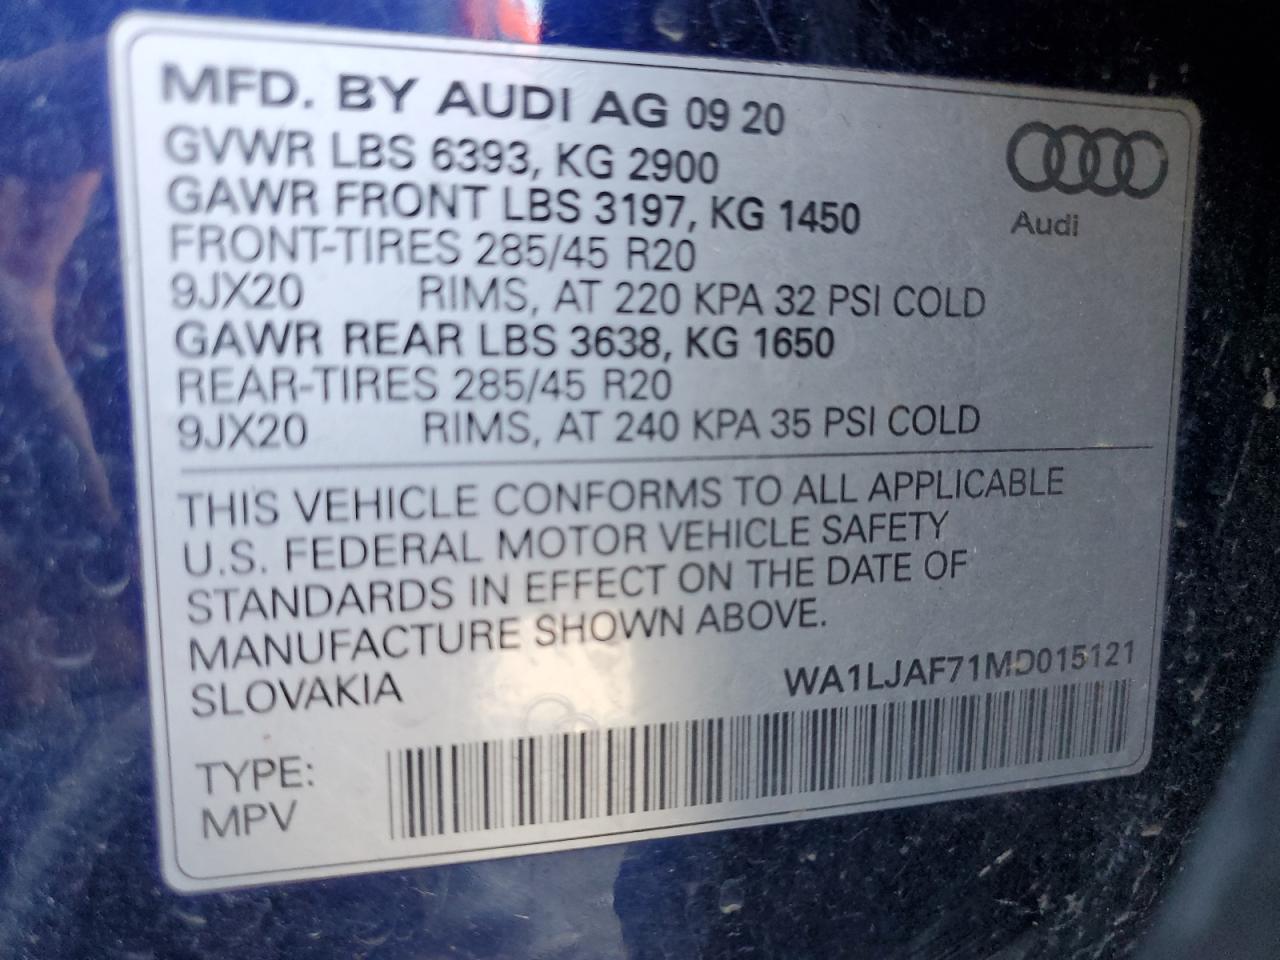 MFD. BY AUDI AG 09 20
GVWR LBS 6393, KG 2900
GAWR FRONT LBS 3197, KG 1450
FRONT-TIRES 285/45 R20
9JX20 RIMS, AT 220 KPA 32 PSI COLD
GAWR REAR LBS 3638, KG 1650
REAR-TIRES 285/45 R20
9JX20 RIMS, AT 240 KPA 35 PSI COLD
Audi
THIS VEHICLE CONFORMS TO ALL APPLICABLE
U.S. FEDERAL MOTOR VEHICLE SAFETY
STANDARDS IN EFFECT ON THE DATE OF
MANUFACTURE SHOWN ABOVE.
SLOVAKIA WA1LJAF71MD015121
TYPE:
MPV